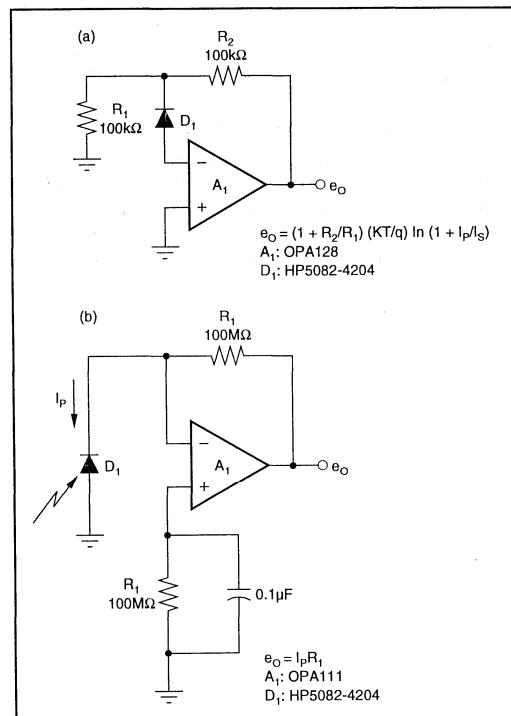 (a)
R2
100kΩ
R1
100kΩ
D1
−
A1
+
eO
eO = (1 + R2/R1) (KT/q) ln (1 + IP/IS)
A1: OPA128
D1: HP5082-4204
(b)
R1
100MΩ
IP
D1
−
A1
+
eO
R1
100MΩ
0.1µF
eO = IPR1
A1: OPA111
D1: HP5082-4204